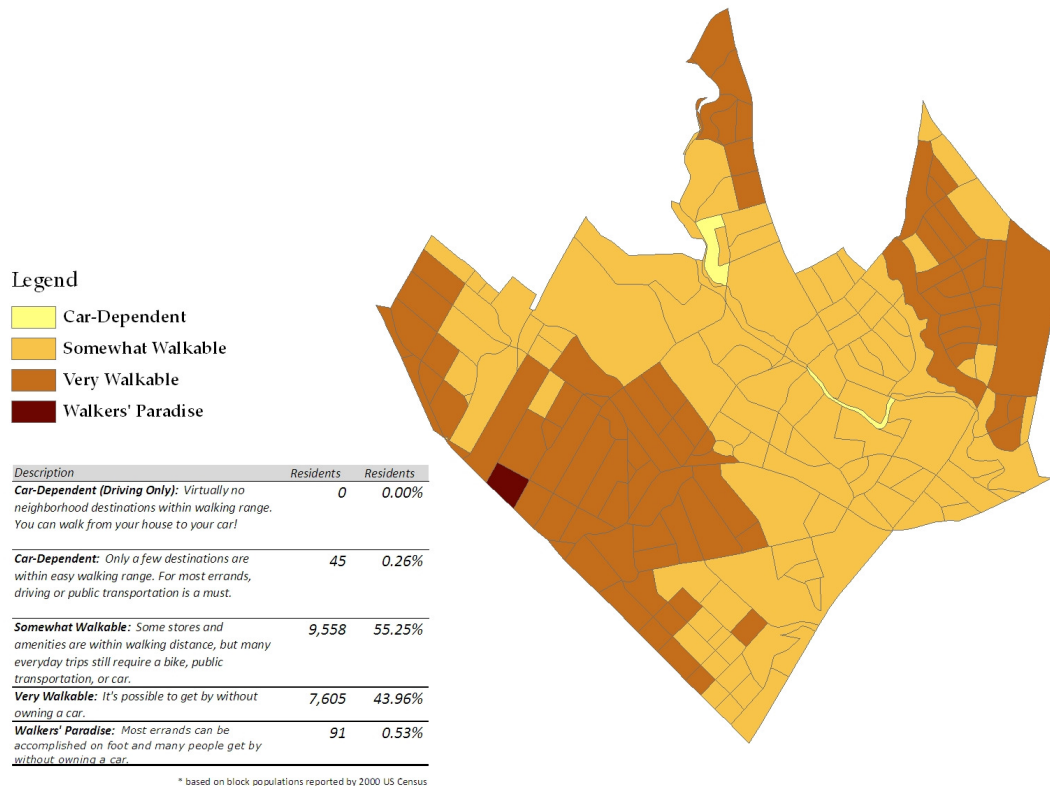 Legend
Car-Dependent
Somewhat Walkable
Very Walkable
Walkers' Paradise
Description Residents Residents
Car-Dependent (Driving Only): Virtually no 0 0.00%
neighborhood destinations within walking range.
You can walk from your house to your car!
Car-Dependent: Only a few destinations are 45 0.26%
within easy walking range. For most errands,
driving or public transportation is a must.
Somewhat Walkable: Some stores and 9,558 55.25%
amenities are within walking distance, but many
everyday trips still require a bike, public
transportation, or car.
Very Walkable: It's possible to get by without 7,605 43.96%
owning a car.
Walkers' Paradise: Most errands can be 91 0.53%
accomplished on foot and many people get by
without owning a car.
* based on block populations reported by 2000 US Census